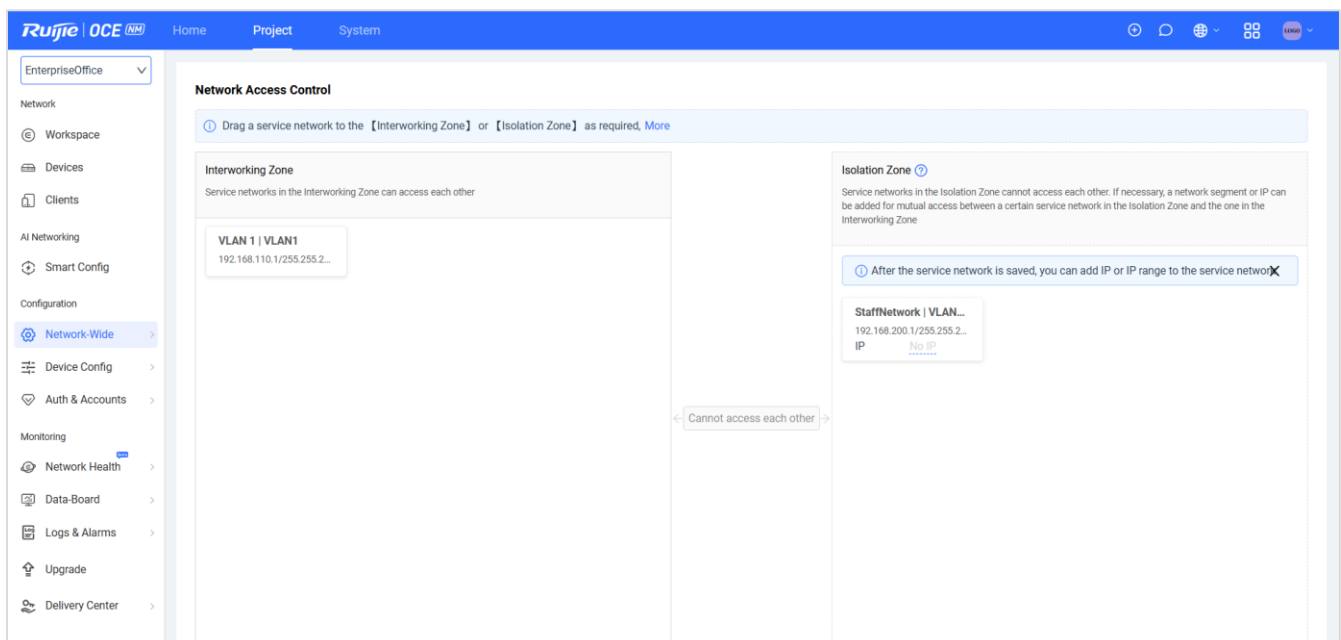 Ruijie | OCE NM Home Project System LOGO
EnterpriseOffice
Network
Workspace
Devices
Clients
AI Networking
Smart Config
Configuration
Network-Wide
Device Config
Auth & Accounts
Monitoring
Network Health
Data-Board
Logs & Alarms
Upgrade
Delivery Center
Network Access Control
Drag a service network to the 【Interworking Zone】 or 【Isolation Zone】 as required, More
Interworking Zone
Service networks in the Interworking Zone can access each other
VLAN 1 | VLAN1
192.168.110.1/255.255.2...
Cannot access each other
Isolation Zone
Service networks in the Isolation Zone cannot access each other. If necessary, a network segment or IP can
be added for mutual access between a certain service network in the Isolation Zone and the one in the
Interworking Zone
After the service network is saved, you can add IP or IP range to the service network
StaffNetwork | VLAN...
192.168.200.1/255.255.2...
IP No IP